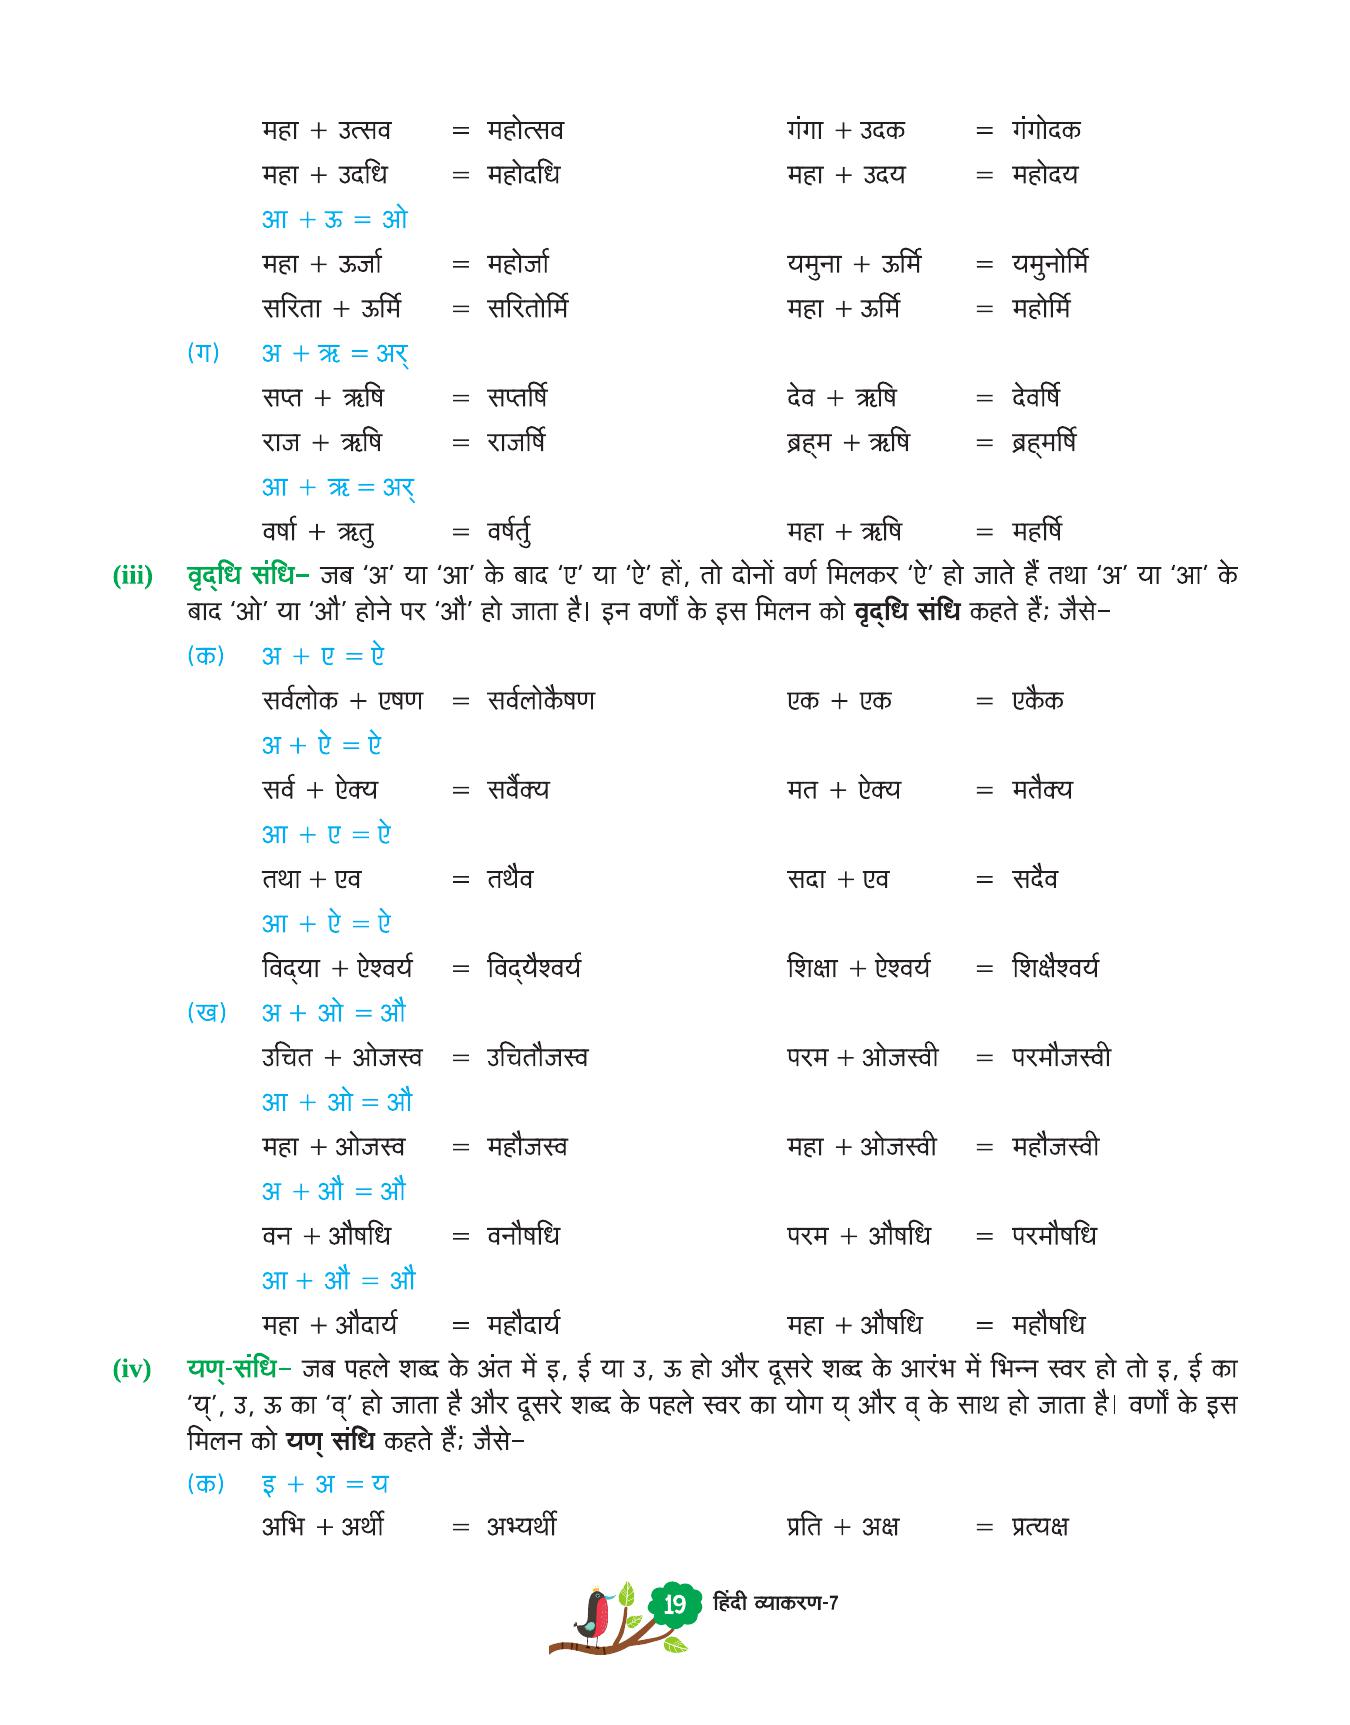 महा + उत्सव = महोत्सव गंगा + उदक = गंगोदक
महा + उदधि = महोदधि महा + उदय = महोदय
आ + ऊ = ओ
महा + ऊर्जा = महोर्जा यमुना + ऊर्मि = यमुनोर्मि
सरिता + ऊर्मि = सरितोर्मि महा + ऊर्मि = महोर्मि
(ग) अ + ऋ = अर्
सप्त + ऋषि = सप्तर्षि देव + ऋषि = देवर्षि
राज + ऋषि = राजर्षि ब्रह्म + ऋषि = ब्रह्मर्षि
आ + ऋ = अर्
वर्षा + ऋतु = वर्षर्तु महा + ऋषि = महर्षि
(iii) वृद्धि संधि– जब ‘अ’ या ‘आ’ के बाद ‘ए’ या ‘ऐ’ हों, तो दोनों वर्ण मिलकर ‘ऐ’ हो जाते हैं तथा ‘अ’ या ‘आ’ के
बाद ‘ओ’ या ‘औ’ होने पर ‘औ’ हो जाता है। इन वर्णों के इस मिलन को वृद्धि संधि कहते हैं; जैसे–
(क) अ + ए = ऐ
सर्वलोक + एषण = सर्वलोकैषण एक + एक = एकैक
अ + ऐ = ऐ
सर्व + ऐक्य = सर्वैक्य मत + ऐक्य = मतैक्य
आ + ए = ऐ
तथा + एव = तथैव सदा + एव = सदैव
आ + ऐ = ऐ
विद्या + ऐश्वर्य = विद्यैश्वर्य शिक्षा + ऐश्वर्य = शिक्षैश्वर्य
(ख) अ + ओ = औ
उचित + ओजस्व = उचितौजस्व परम + ओजस्वी = परमौजस्वी
आ + ओ = औ
महा + ओजस्व = महौजस्व महा + ओजस्वी = महौजस्वी
अ + औ = औ
वन + औषधि = वनौषधि परम + औषधि = परमौषधि
आ + औ = औ
महा + औदार्य = महौदार्य महा + औषधि = महौषधि
(iv) यण्-संधि– जब पहले शब्द के अंत में इ, ई या उ, ऊ हो और दूसरे शब्द के आरंभ में भिन्न स्वर हो तो इ, ई का
‘य्’, उ, ऊ का ‘व्’ हो जाता है और दूसरे शब्द के पहले स्वर का योग य् और व् के साथ हो जाता है। वर्णों के इस
मिलन को यण् संधि कहते हैं; जैसे–
(क) इ + अ = य
अभि + अर्थी = अभ्यर्थी प्रति + अक्ष = प्रत्यक्ष
19 हिंदी व्याकरण-7